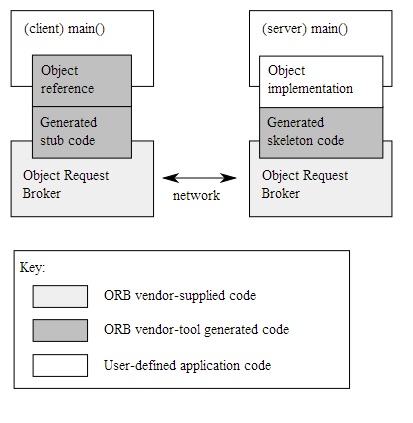 (client) main()
Object
reference
Generated
stub code
Object Request
Broker
network
(server) main()
Object
implementation
Generated
skeleton code
Object Request
Broker
Key:
ORB vendor-supplied code
ORB vendor-tool generated code
User-defined application code